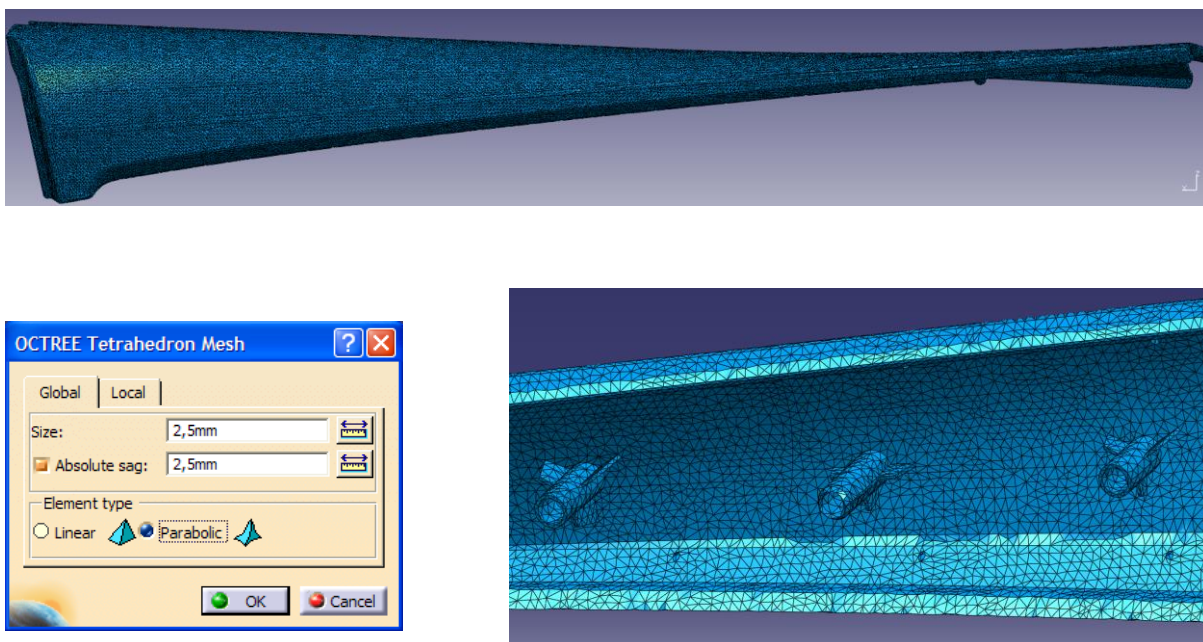 OCTREE Tetrahedron Mesh
?
Global
Local
Size:
2,5mm
Absolute sag:
2,5mm
Element type
Linear
Parabolic
OK
Cancel